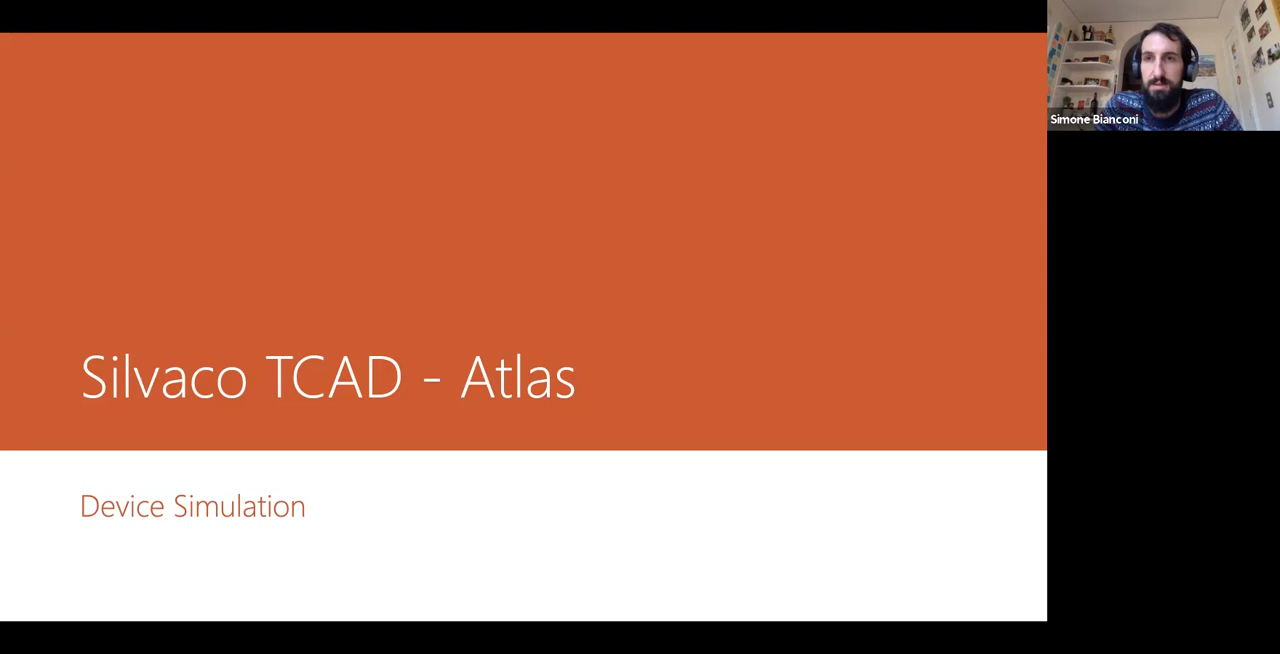 Simone Bianconi
Silvaco TCAD - Atlas
Device Simulation